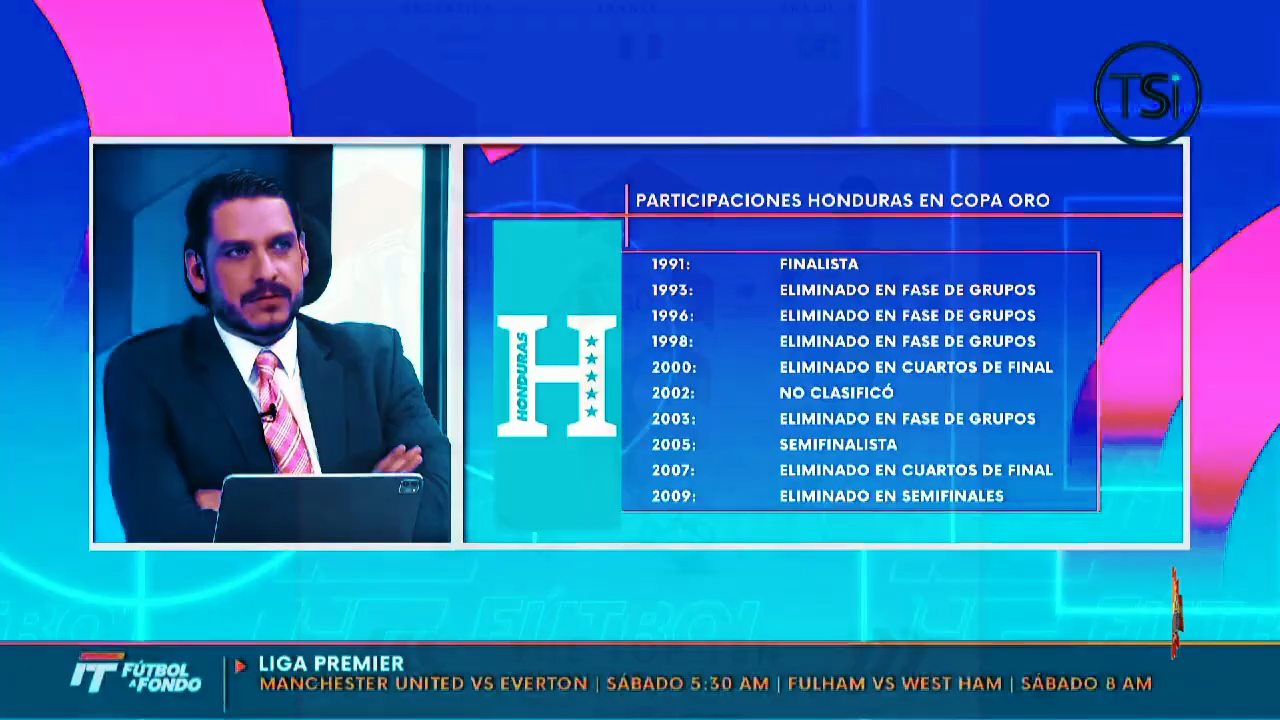 TSi
PARTICIPACIONES HONDURAS EN COPA ORO
1991: FINALISTA
1993: ELIMINADO EN FASE DE GRUPOS
1996: ELIMINADO EN FASE DE GRUPOS
1998: ELIMINADO EN FASE DE GRUPOS
2000: ELIMINADO EN CUARTOS DE FINAL
2002: NO CLASIFICÓ
2003: ELIMINADO EN FASE DE GRUPOS
2005: SEMIFINALISTA
2007: ELIMINADO EN CUARTOS DE FINAL
2009: ELIMINADO EN SEMIFINALES
HONDURAS
H
FÚTBOL
IT FÚTBOL A FONDO
LIGA PREMIER
MANCHESTER UNITED VS EVERTON | SÁBADO 5:30 AM | FULHAM VS WEST HAM | SÁBADO 8 AM